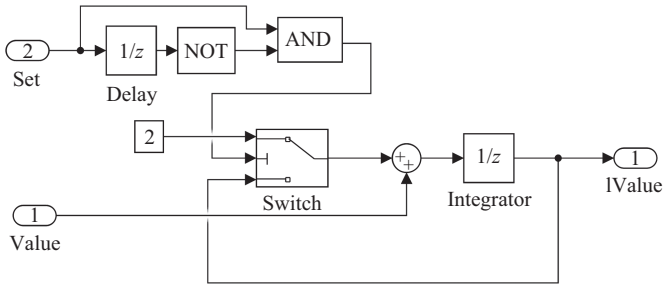 2
Set
1/z
Delay
NOT
AND
2
Switch
+
+
1/z
Integrator
1
lValue
1
Value